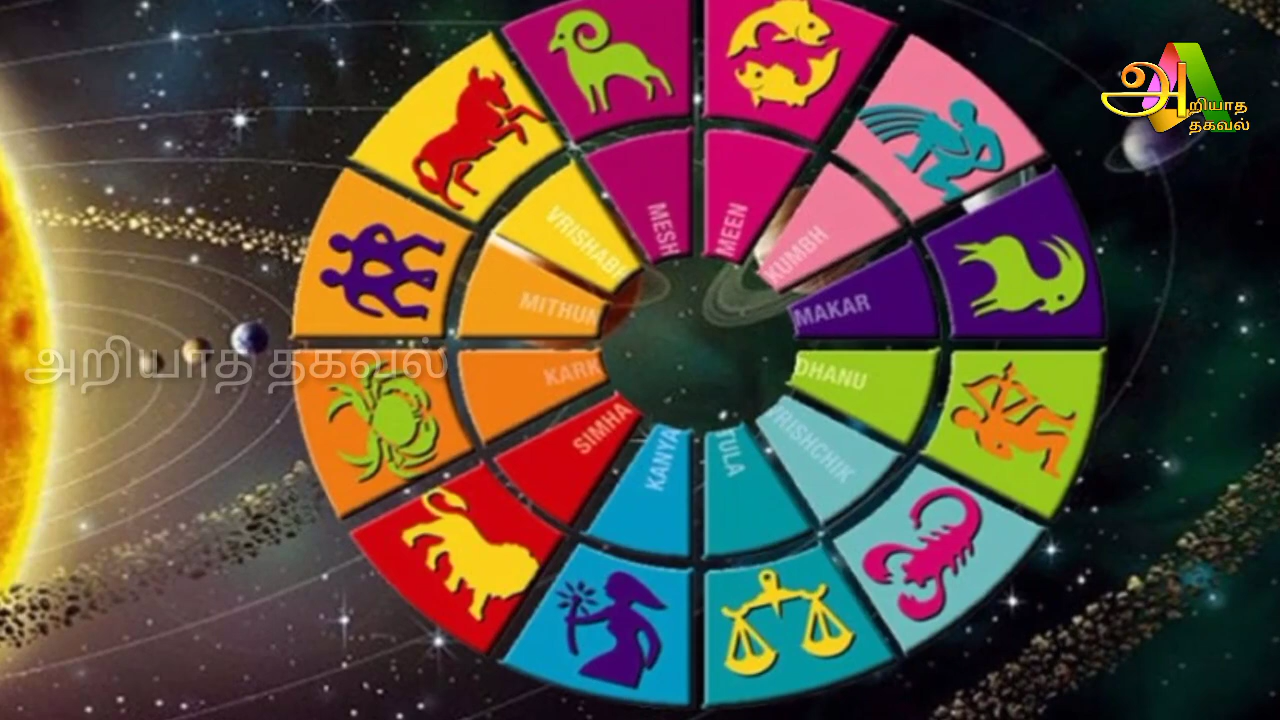 அறியாத
தகவல்
MESH
MEEN
VRISHABH
KUMBH
MITHUN
MAKAR
அறியாத தகவல்
KARK
DHANU
SIMHA
VRISHCHIK
KANYA
TULA